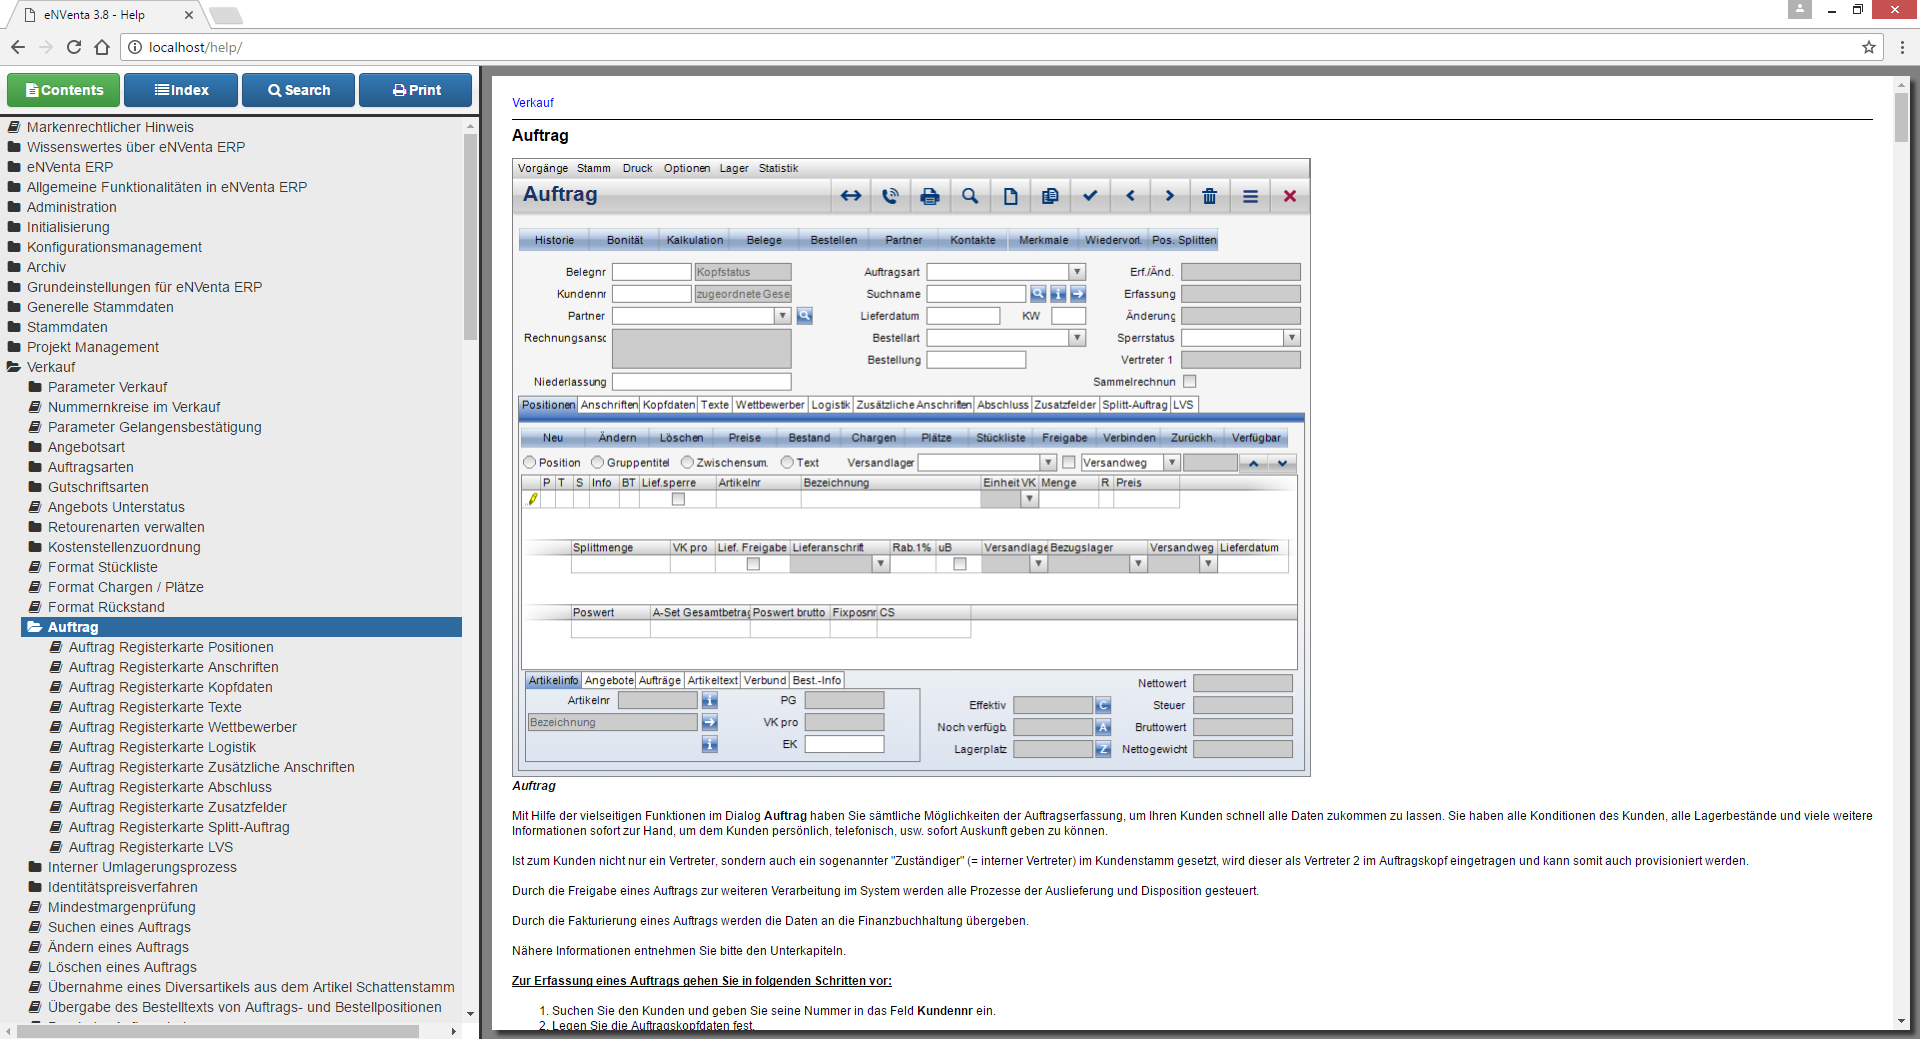 eNVenta 3.8 - Help
localhost/help/
Contents Index Search Print
Markenrechtlicher Hinweis
Wissenswertes über eNVenta ERP
eNVenta ERP
Allgemeine Funktionalitäten in eNVenta ERP
Administration
Initialisierung
Konfigurationsmanagement
Archiv
Grundeinstellungen für eNVenta ERP
Generelle Stammdaten
Stammdaten
Projekt Management
Verkauf
Parameter Verkauf
Nummernkreise im Verkauf
Parameter Gelangensbestätigung
Angebotsart
Auftragsarten
Gutschriftsarten
Angebots Unterstatus
Retourenarten verwalten
Kostenstellenzuordnung
Format Stückliste
Format Chargen / Plätze
Format Rückstand
Auftrag
Auftrag Registerkarte Positionen
Auftrag Registerkarte Anschriften
Auftrag Registerkarte Kopfdaten
Auftrag Registerkarte Texte
Auftrag Registerkarte Wettbewerber
Auftrag Registerkarte Logistik
Auftrag Registerkarte Zusätzliche Anschriften
Auftrag Registerkarte Abschluss
Auftrag Registerkarte Zusatzfelder
Auftrag Registerkarte Splitt-Auftrag
Auftrag Registerkarte LVS
Interner Umlagerungsprozess
Identitätspreisverfahren
Mindestmargenprüfung
Suchen eines Auftrags
Ändern eines Auftrags
Löschen eines Auftrags
Übernahme eines Diversartikels aus dem Artikel Schattenstamm
Übergabe des Bestelltexts von Auftrags- und Bestellpositionen
Verkauf
Auftrag
Vorgänge Stamm Druck Optionen Lager Statistik
Auftrag
Historie Bonität Kalkulation Belege Bestellen Partner Kontakte Merkmale Wiedervorl. Pos. Splitten
Belegnr Kopfstatus Auftragsart Erf./Änd.
Kundennr zugeordnete Gese Suchname Erfassung
Partner Lieferdatum KW Änderung
Rechnungsansc Bestellart Sperrstatus
Bestellung Vertreter 1
Niederlassung Sammelrechnun
Positionen Anschriften Kopfdaten Texte Wettbewerber Logistik Zusätzliche Anschriften Abschluss Zusatzfelder Splitt-Auftrag LVS
Neu Ändern Löschen Preise Bestand Chargen Plätze Stückliste Freigabe Verbinden Zurückh. Verfügbar
Position Gruppentitel Zwischensum. Text Versandlager Versandweg
P T S Info BT Lief.sperre Artikelnr Bezeichnung Einheit VK Menge R Preis
Splittmenge VK pro Lief. Freigabe Lieferanschrift Rab.1% uB Versandlage Bezugslager Versandweg Lieferdatum
Poswert A-Set Gesamtbetrag Poswert brutto Fixposnr CS
Artikelinfo Angebote Aufträge Artikeltext Verbund Best.-Info Nettowert
Artikelnr PG Effektiv C Steuer
Bezeichnung VK pro Noch verfügb. A Bruttowert
EK Lagerplatz Z Nettogewicht
Auftrag
Mit Hilfe der vielseitigen Funktionen im Dialog Auftrag haben Sie sämtliche Möglichkeiten der Auftragserfassung, um Ihren Kunden schnell alle Daten zukommen zu lassen. Sie haben alle Konditionen des Kunden, alle Lagerbestände und viele weitere
Informationen sofort zur Hand, um dem Kunden persönlich, telefonisch, usw. sofort Auskunft geben zu können.
Ist zum Kunden nicht nur ein Vertreter, sondern auch ein sogenannter "Zuständiger" (= interner Vertreter) im Kundenstamm gesetzt, wird dieser als Vertreter 2 im Auftragskopf eingetragen und kann somit auch provisioniert werden.
Durch die Freigabe eines Auftrags zur weiteren Verarbeitung im System werden alle Prozesse der Auslieferung und Disposition gesteuert.
Durch die Fakturierung eines Auftrags werden die Daten an die Finanzbuchhaltung übergeben.
Nähere Informationen entnehmen Sie bitte den Unterkapiteln.
Zur Erfassung eines Auftrags gehen Sie in folgenden Schritten vor:
1. Suchen Sie den Kunden und geben Sie seine Nummer in das Feld Kundennr ein.
2. Legen Sie die Auftragskopfdaten fest.